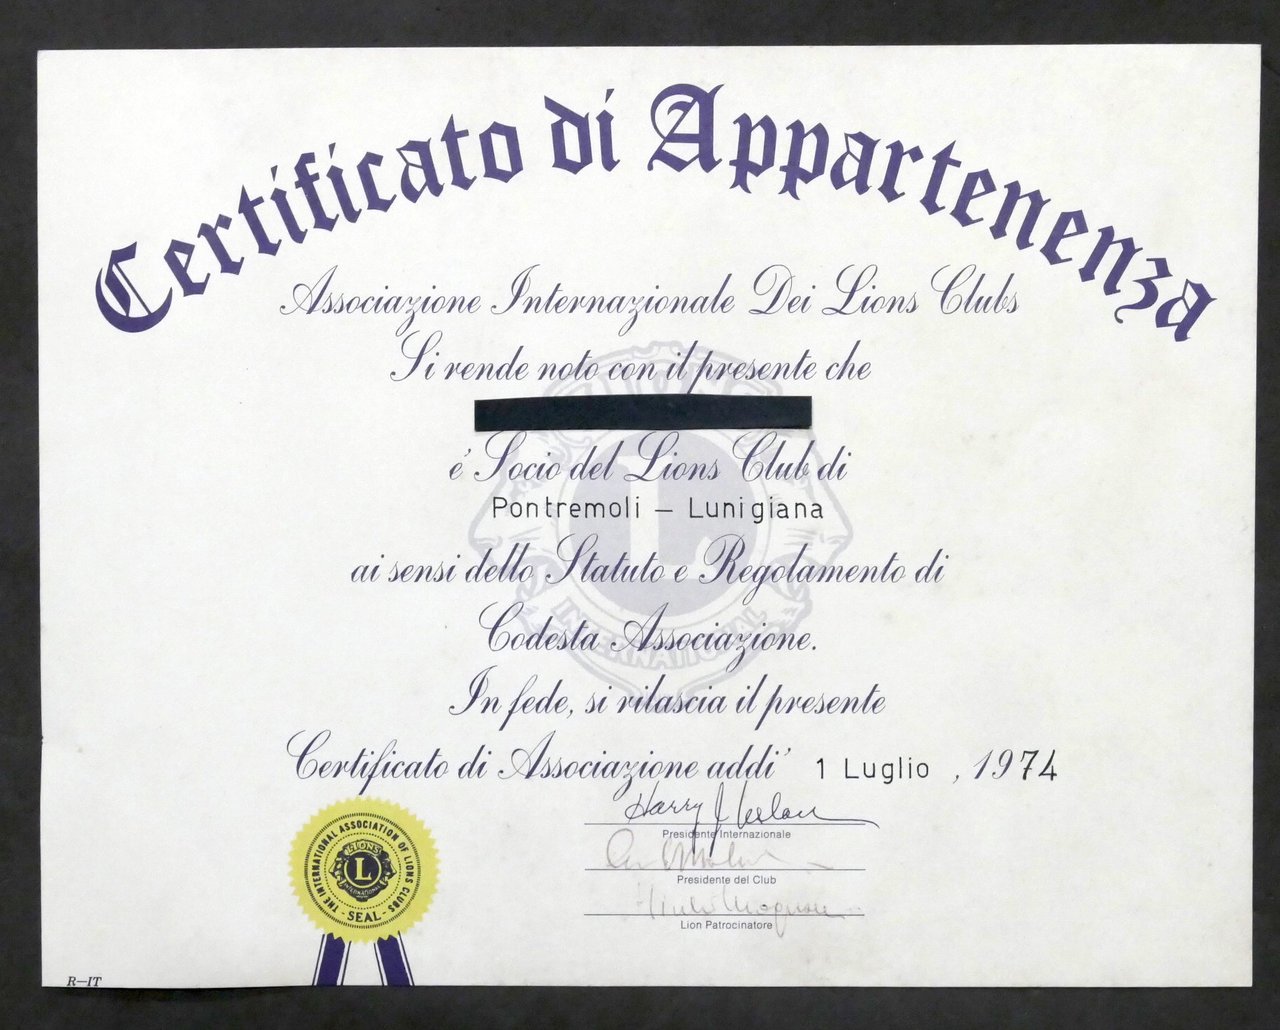 Certificato di Appartenenza
Associazione Internazionale Dei Lions Clubs
Si rende noto con il presente che
é Socio del Lions Club di
Pontremoli – Lunigiana
ai sensi dello Statuto e Regolamento di
Codesta Associazione.
In fede, si rilascia il presente
Certificato di Associazione addi' 1 Luglio , 1974
Harry J.
Presidente Internazionale
Presidente del Club
Lion Patrocinatore
THE INTERNATIONAL ASSOCIATION OF LIONS CLUBS
LIONS
L
INTERNATIONAL
- SEAL -
LIONS
L
INTERNATIONAL
R–IT